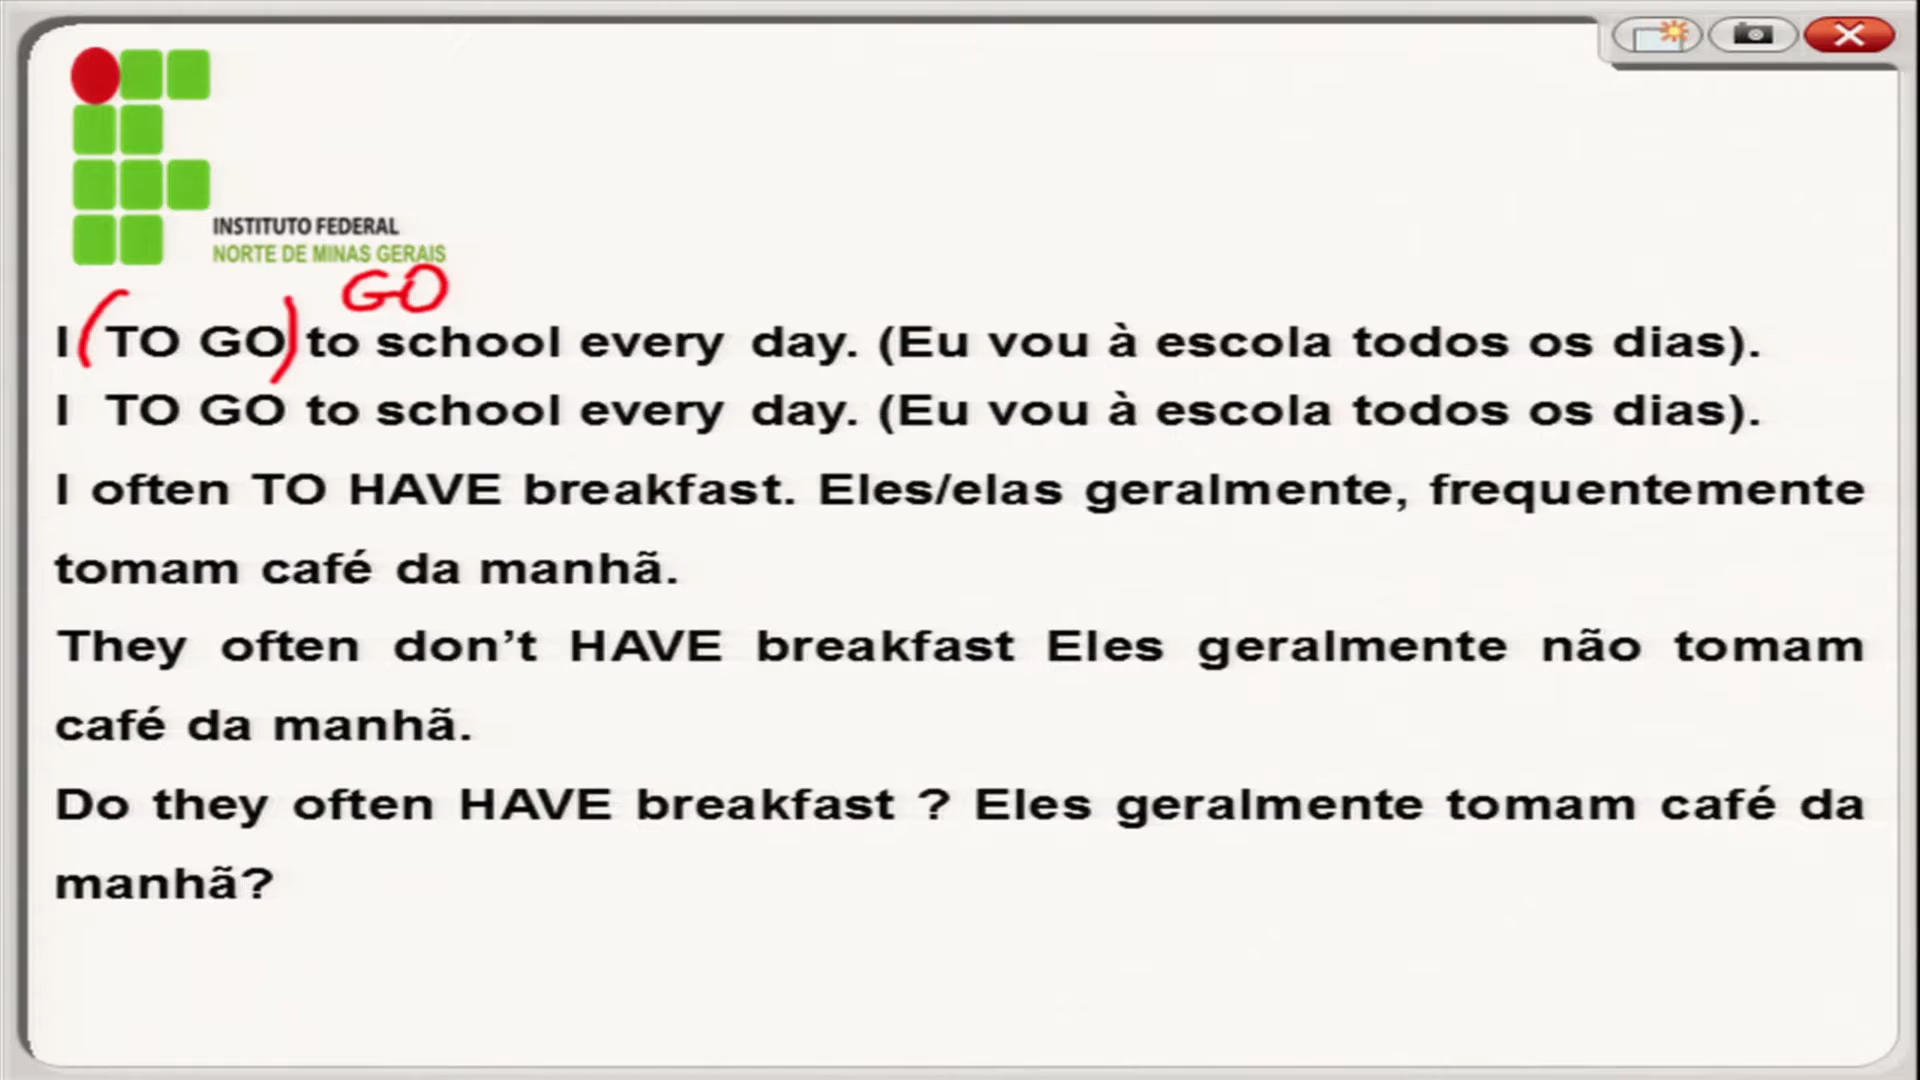 INSTITUTO FEDERAL
NORTE DE MINAS GERAIS
GO
I ( TO GO) to school every day. (Eu vou à escola todos os dias).
I TO GO to school every day. (Eu vou à escola todos os dias).
I often TO HAVE breakfast. Eles/elas geralmente, frequentemente
tomam café da manhã.
They often don’t HAVE breakfast Eles geralmente não tomam
café da manhã.
Do they often HAVE breakfast ? Eles geralmente tomam café da
manhã?